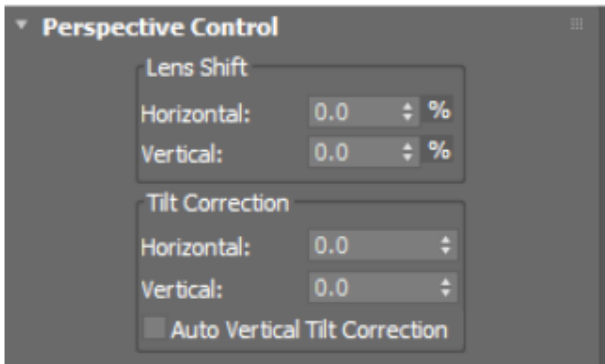 Perspective Control
Lens Shift
Horizontal: 0.0 %
Vertical: 0.0 %
Tilt Correction
Horizontal: 0.0
Vertical: 0.0
Auto Vertical Tilt Correction